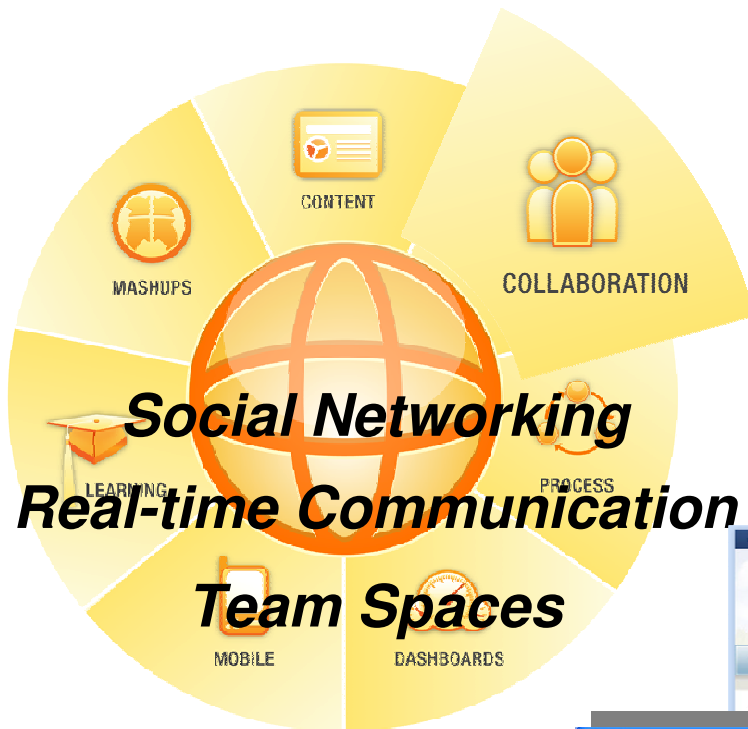 CONTENT
COLLABORATION
MASHUPS
Social Networking
LEARNING
PROCESS
Real-time Communication
Team Spaces
MOBILE
DASHBOARDS